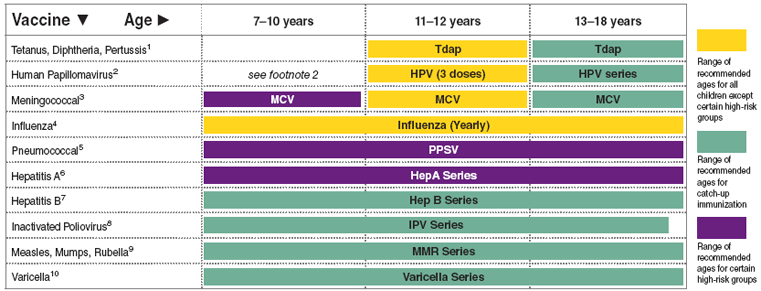 Vaccine ▼ Age ► 7–10 years 11–12 years 13–18 years
Tetanus, Diphtheria, Pertussis¹ Tdap Tdap
Human Papillomavirus² see footnote 2 HPV (3 doses) HPV series
Meningococcal³ MCV MCV MCV
Influenza⁴ Influenza (Yearly)
Pneumococcal⁵ PPSV
Hepatitis A⁶ HepA Series
Hepatitis B⁷ Hep B Series
Inactivated Poliovirus⁸ IPV Series
Measles, Mumps, Rubella⁹ MMR Series
Varicella¹⁰ Varicella Series
Range of
recommended
ages for all
children except
certain high-risk
groups
Range of
recommended
ages for
catch-up
immunization
Range of
recommended
ages for certain
high-risk groups